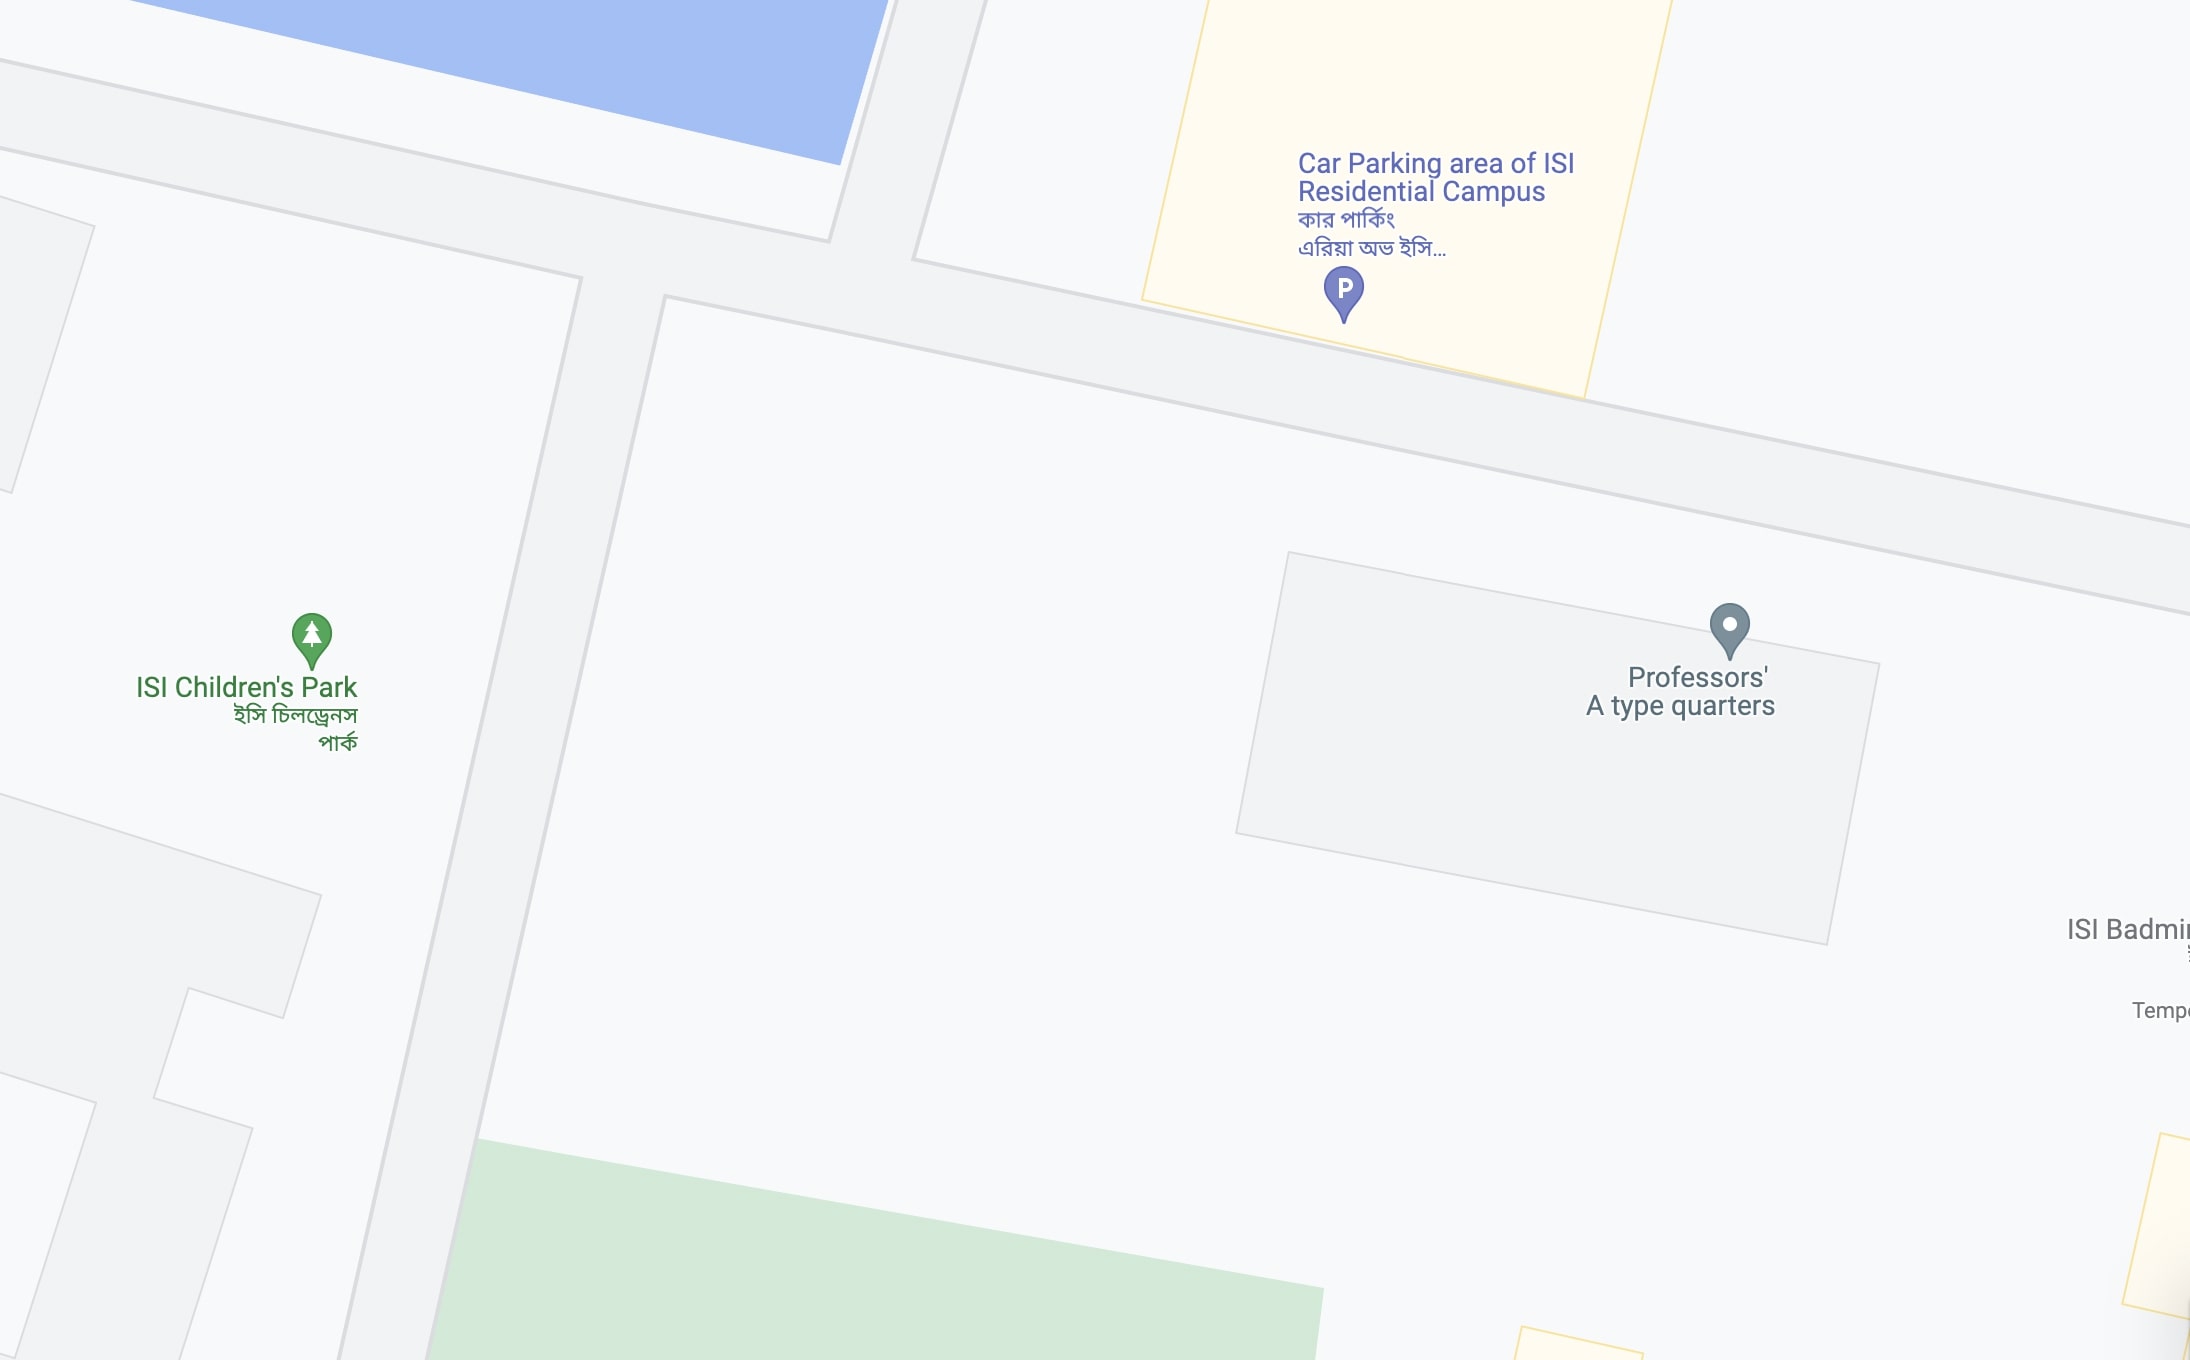 Car Parking area of ISI
Residential Campus
কার পার্কিং
এরিয়া অভ ইসি...
P
ISI Children's Park
ইসি চিলড্রেনস
পার্ক
Professors'
A type quarters
ISI